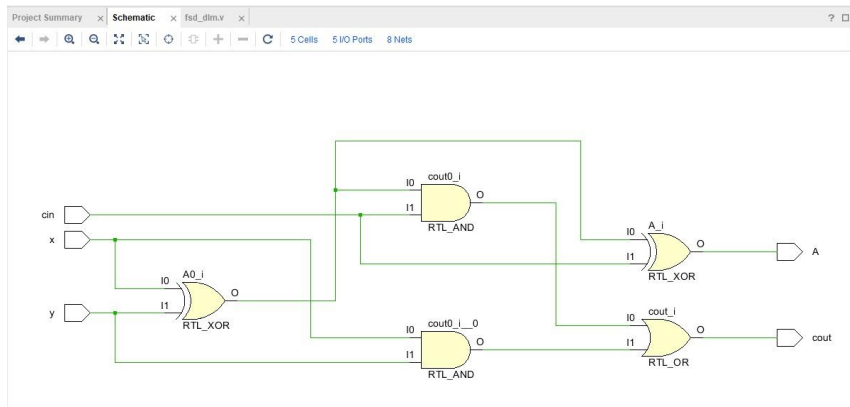 Project Summary × Schematic × fsd_dlm.v ×
?
5 Cells 5 I/O Ports 8 Nets
cout0_i
I0
O
I1
RTL_AND
cin
x
A_i
I0
O
I1
A
RTL_XOR
A0_i
I0
O
I1
y
RTL_XOR
cout_i
I0
O
I1
cout
RTL_OR
cout0_i__0
I0
O
I1
RTL_AND